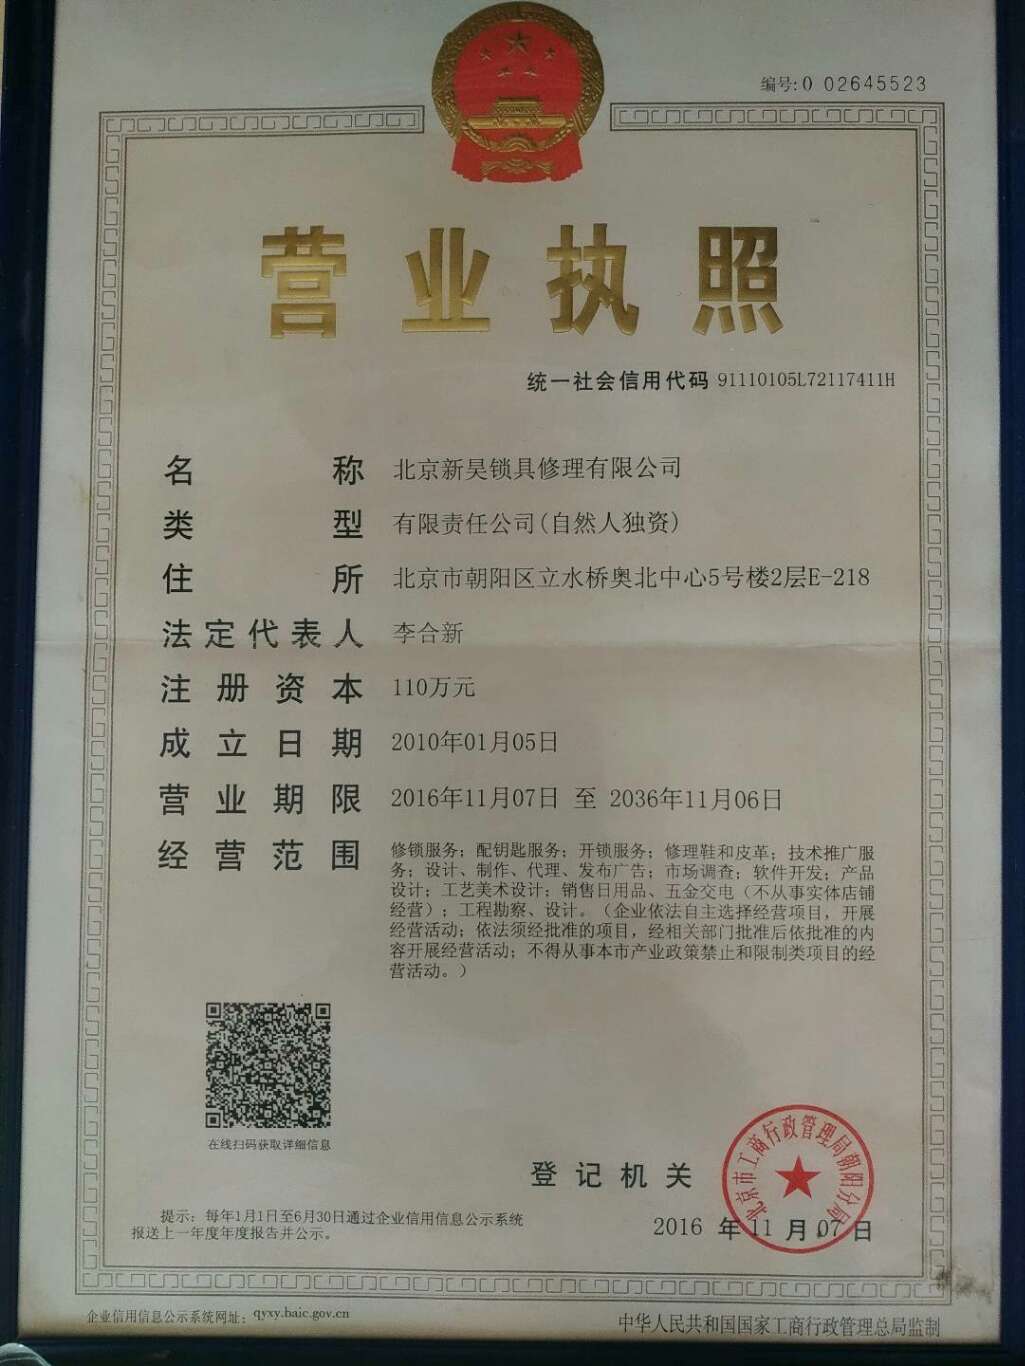 编号:0 02645523
营业执照
统一社会信用代码 91110105L72117411H
名称 北京新昊锁具修理有限公司
类型 有限责任公司(自然人独资)
住所 北京市朝阳区立水桥奥北中心5号楼2层E-218
法定代表人 李合新
注册资本 110万元
成立日期 2010年01月05日
营业期限 2016年11月07日 至 2036年11月06日
经营范围 修锁服务；配钥匙服务；开锁服务；修理鞋和皮革；技术推广服
务；设计、制作、代理、发布广告；市场调查；软件开发；产品
设计；工艺美术设计；销售日用品、五金交电（不从事实体店铺
经营）；工程勘察、设计。（企业依法自主选择经营项目，开展
经营活动；依法须经批准的项目，经相关部门批准后依批准的内
容开展经营活动；不得从事本市产业政策禁止和限制类项目的经
营活动。）
在线扫码获取详细信息
登记机关
北京市工商行政管理局朝阳分局
2016 年 11 月 07 日
提示：每年1月1日至6月30日通过企业信用信息公示系统
报送上一年度年度报告并公示。
企业信用信息公示系统网址：qyxy.baic.gov.cn
中华人民共和国国家工商行政管理总局监制